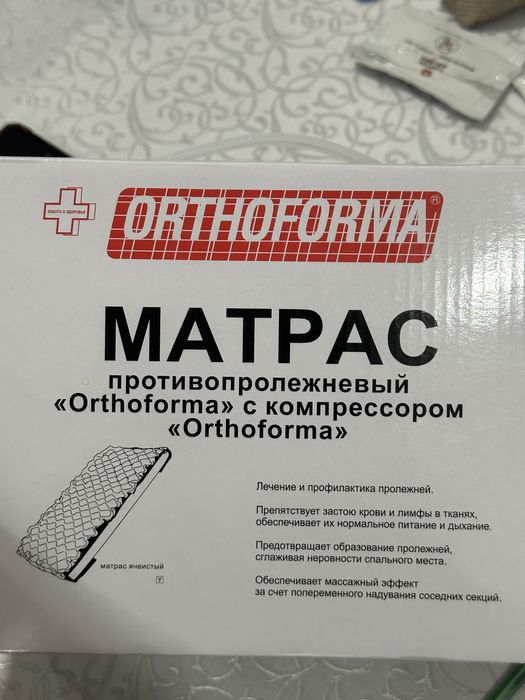 ЗАБОТА О ЗДОРОВЬЕ
ORTHOFORMA®
МАТРАС
противопролежневый
«Orthoforma» с компрессором
«Orthoforma»
Лечение и профилактика пролежней.
Препятствует застою крови и лимфы в тканях,
обеспечивает их нормальное питание и дыхание.
Предотвращает образование пролежней,
сглаживая неровности спального места.
Обеспечивает массажный эффект
за счет попеременного надувания соседних секций.
матрас ячеистый
Y